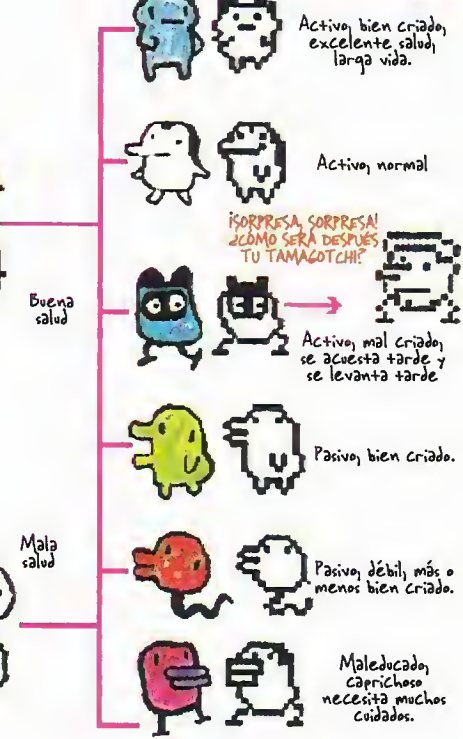 Activo, bien criado,
excelente salud,
larga vida.
Activo, normal
¡SORPRESA, SORPRESA!
¿CÓMO SERÁ DESPUÉS
TU TAMAGOTCHI?
Buena
salud
Activo, mal criado,
se acuesta tarde y
se levanta tarde
Pasivo, bien criado.
Mala
salud
Pasivo, débil, más o
menos bien criado.
Maleducado,
caprichoso
necesita muchos
cuidados.